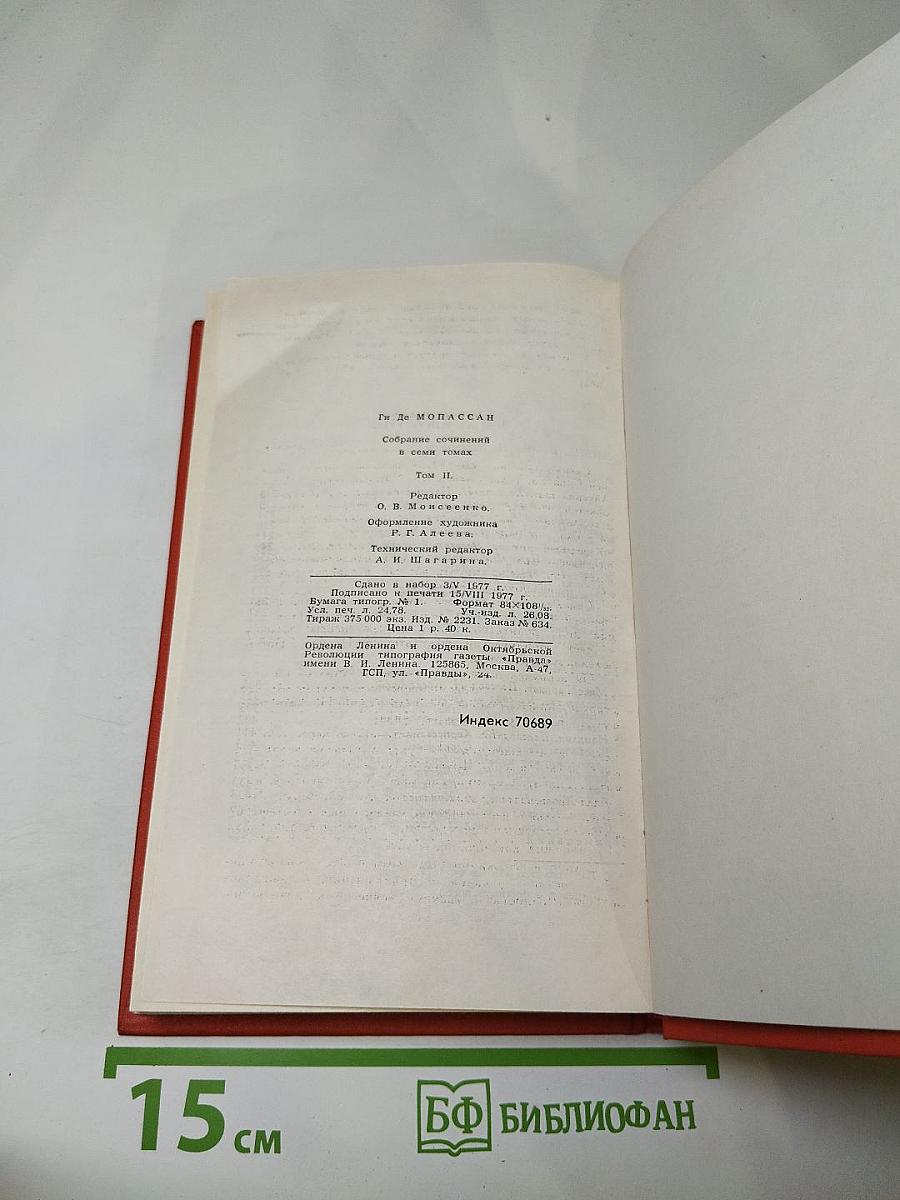 Ги Де МОПАССАН
Собрание сочинений
в семи томах
Том II.
Редактор
О. В. Моисеенко.
Оформление художника
Р. Г. Алеева.
Технический редактор
А. И. Шагарина.
Сдано в набор 3/V 1977 г.
Подписано к печати 15/VIII 1977 г.
Бумага типогр. № 1. Формат 84×108¹/₃₂.
Усл. печ. л. 24,78. Уч.-изд. л. 26,08.
Тираж 375 000 экз. Изд. № 2231. Заказ № 634.
Цена 1 р. 40 к.
Ордена Ленина и ордена Октябрьской
Революции типография газеты «Правда»
имени В. И. Ленина. 125865, Москва, А-47,
ГСП, ул. «Правды», 24.
Индекс 70689
15 см
БФ БИБЛИОФАН